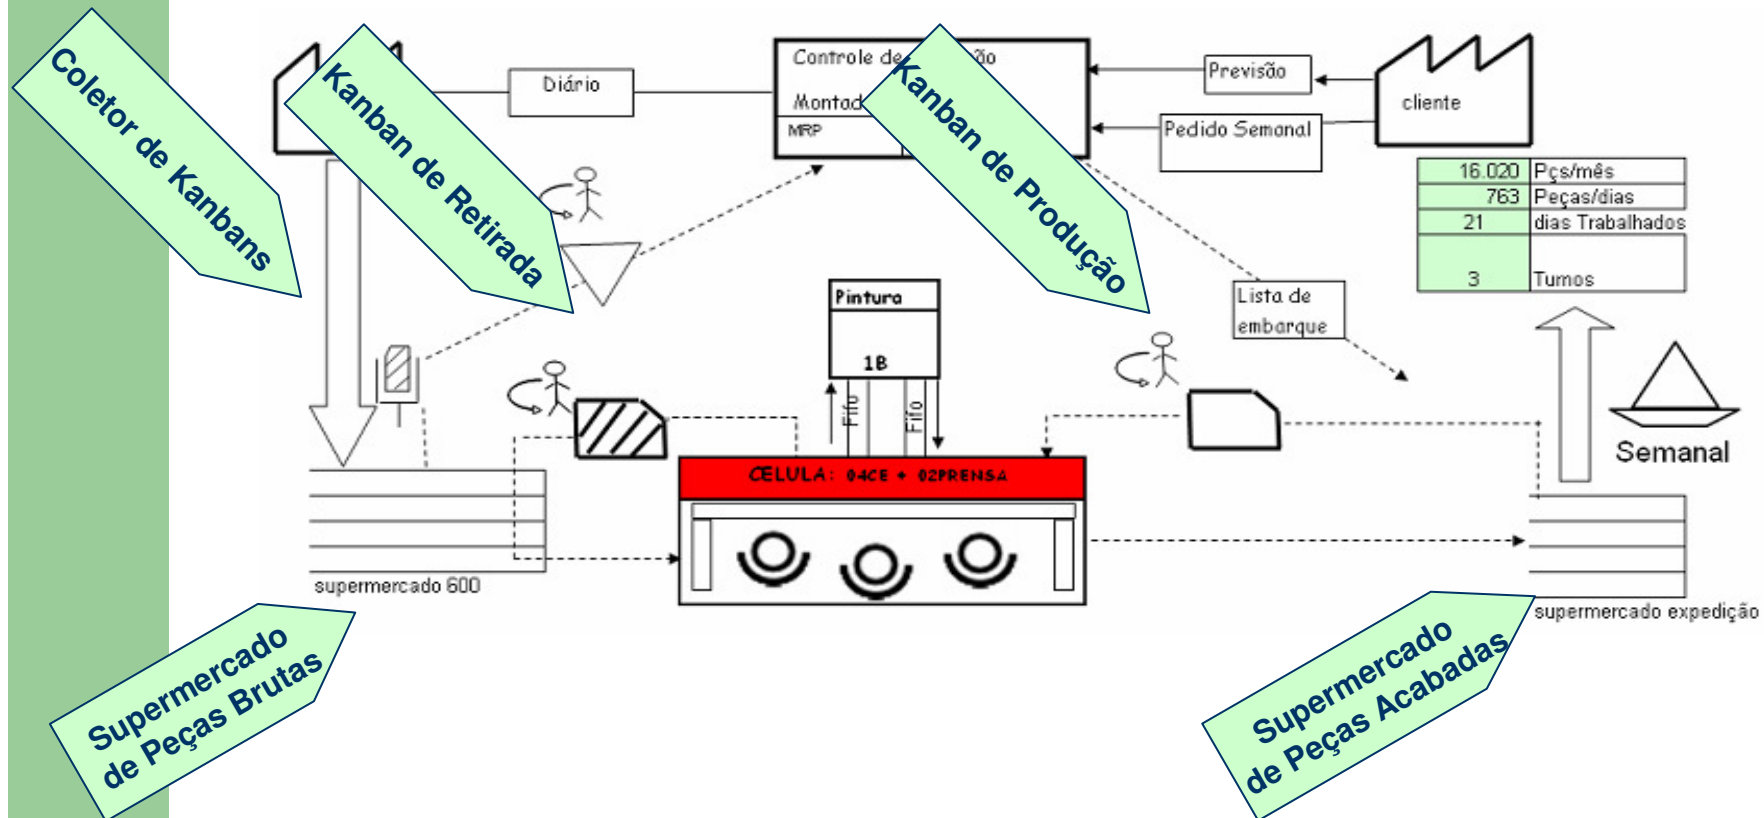 Coletor de Kanbans
Kanban de Retirada
Kanban de Produção
Diário
Controle de
ão
Montad
MRP
Previsão
Pedido Semanal
cliente
16.020 Pçs/mês
763 Peças/dias
21 dias Trabalhados
3 Turnos
Pintura
1B
Fifo
Fifo
Lista de
embarque
Semanal
CELULA: 04CE + 02PRENSA
supermercado 600
supermercado expedição
Supermercado
de Peças Brutas
Supermercado
de Peças Acabadas